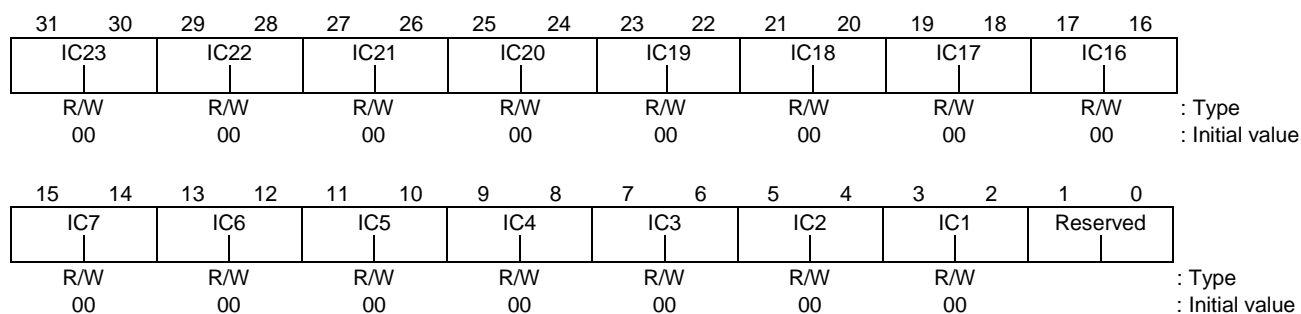 31 30 29 28 27 26 25 24 23 22 21 20 19 18 17 16
IC23 IC22 IC21 IC20 IC19 IC18 IC17 IC16
R/W R/W R/W R/W R/W R/W R/W R/W : Type
00 00 00 00 00 00 00 00 : Initial value
15 14 13 12 11 10 9 8 7 6 5 4 3 2 1 0
IC7 IC6 IC5 IC4 IC3 IC2 IC1 Reserved
R/W R/W R/W R/W R/W R/W R/W : Type
00 00 00 00 00 00 00 : Initial value